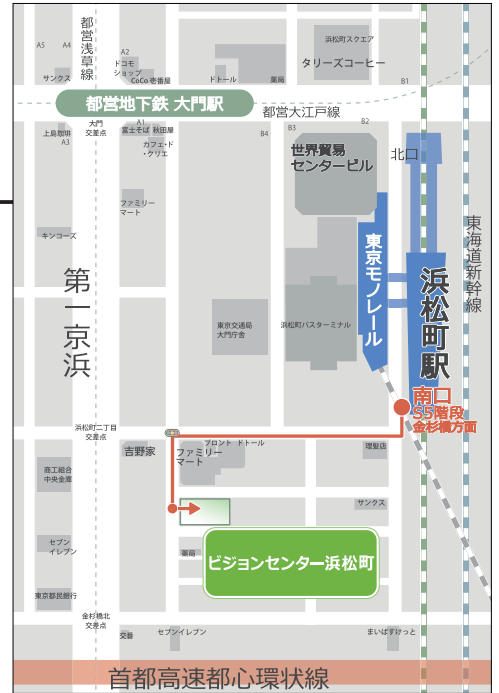 都営浅草線
A5
A4
A2
ドコモ
ショップ
サンクス
CoCo 壱番屋
ドトール
薬局
浜松町スクエア
タリーズコーヒー
B1
都営地下鉄 大門駅
都営大江戸線
上島珈琲
A3
大門
交差点
A1
富士そば
秋田屋
カフェ・ド
・クリエ
B4
B3
B2
世界貿易
センタービル
北口
ファミリー
マート
キンコーズ
第一京浜
東京モノレール
浜松町駅
東海道新幹線
東京交通局
大門庁舎
浜松町バスターミナル
南口
S5階段
金杉橋方面
浜松町二丁目
交差点
吉野家
ファミリー
マート
プロント
ドトール
理髪店
商工組合
中央金庫
サンクス
セブン
イレブン
薬局
ビジョンセンター浜松町
東京都民銀行
金杉橋北
交差点
交番
セブンイレブン
まいばすけっと
首都高速都心環状線